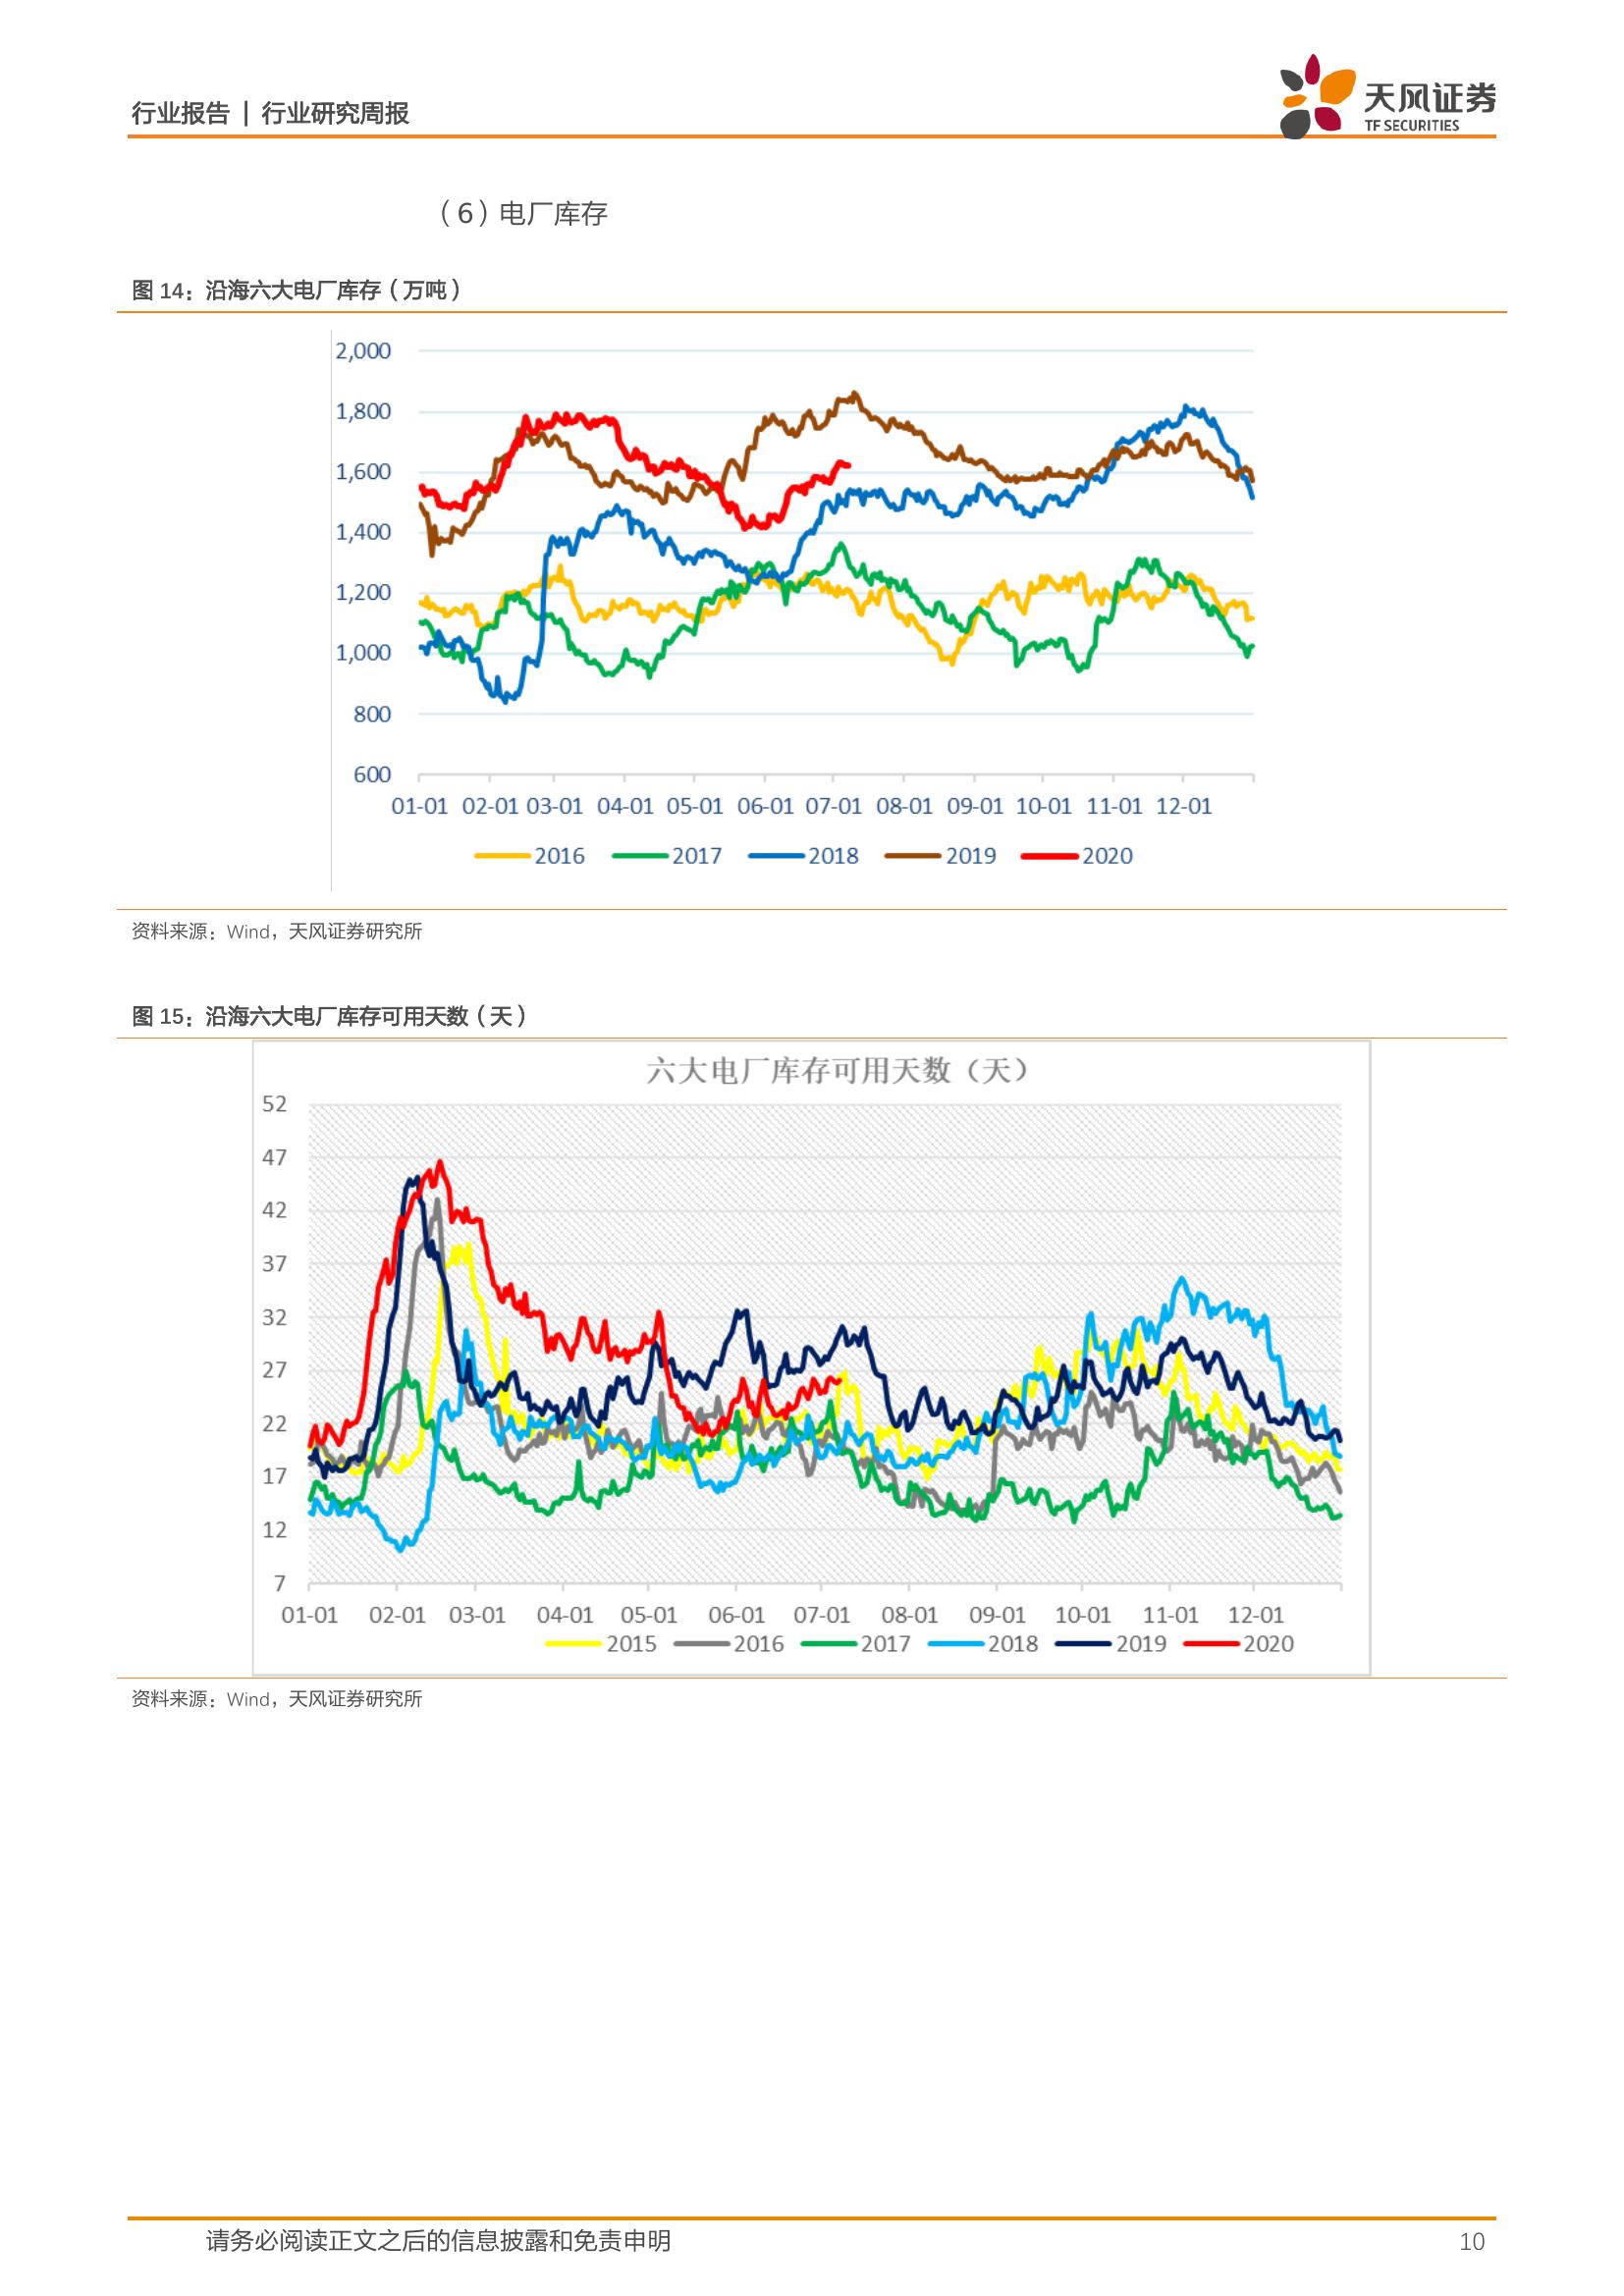 行业报告 | 行业研究周报
天风证券
TF SECURITIES
（6）电厂库存
图 14：沿海六大电厂库存（万吨）
2,000
1,800
1,600
1,400
1,200
1,000
800
600
01-01 02-01 03-01 04-01 05-01 06-01 07-01 08-01 09-01 10-01 11-01 12-01
2016 2017 2018 2019 2020
资料来源：Wind，天风证券研究所
图 15：沿海六大电厂库存可用天数（天）
六大电厂库存可用天数（天）
52
47
42
37
32
27
22
17
12
7
01-01 02-01 03-01 04-01 05-01 06-01 07-01 08-01 09-01 10-01 11-01 12-01
2015 2016 2017 2018 2019 2020
资料来源：Wind，天风证券研究所
请务必阅读正文之后的信息披露和免责申明 10